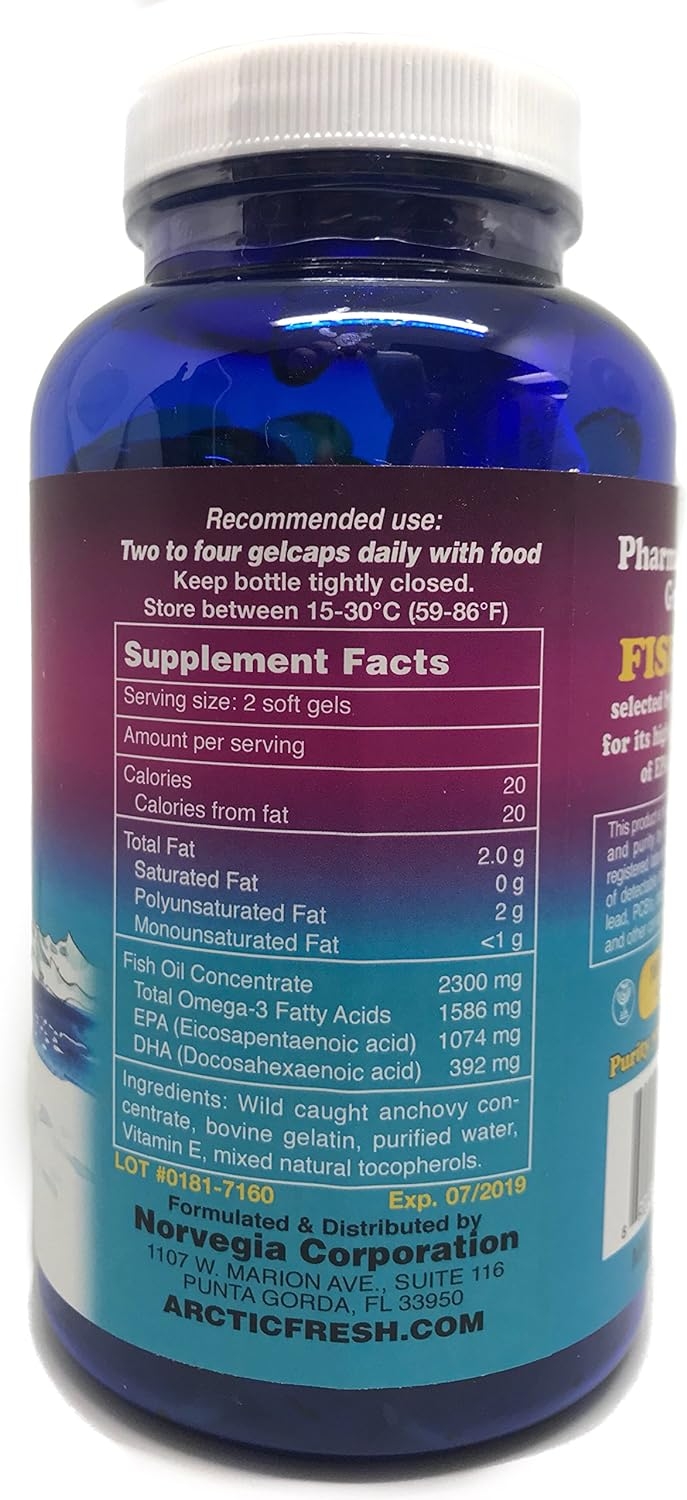 Recommended use:
Two to four gelcaps daily with food
Keep bottle tightly closed.
Store between 15-30°C (59-86°F)
Supplement Facts
Serving size: 2 soft gels
Amount per serving
Calories 20
Calories from fat 20
Total Fat 2.0 g
Saturated Fat 0 g
Polyunsaturated Fat 2 g
Monounsaturated Fat <1 g
Fish Oil Concentrate 2300 mg
Total Omega-3 Fatty Acids 1586 mg
EPA (Eicosapentaenoic acid) 1074 mg
DHA (Docosahexaenoic acid) 392 mg
Ingredients: Wild caught anchovy con-
centrate, bovine gelatin, purified water,
Vitamin E, mixed natural tocopherols.
LOT #0181-7160 Exp. 07/2019
Formulated & Distributed by
Norvegia Corporation
1107 W. MARION AVE., SUITE 116
PUNTA GORDA, FL 33950
ARCTICFRESH.COM
selected
for its
of
This product
and purity
registered
of
lead,
and other